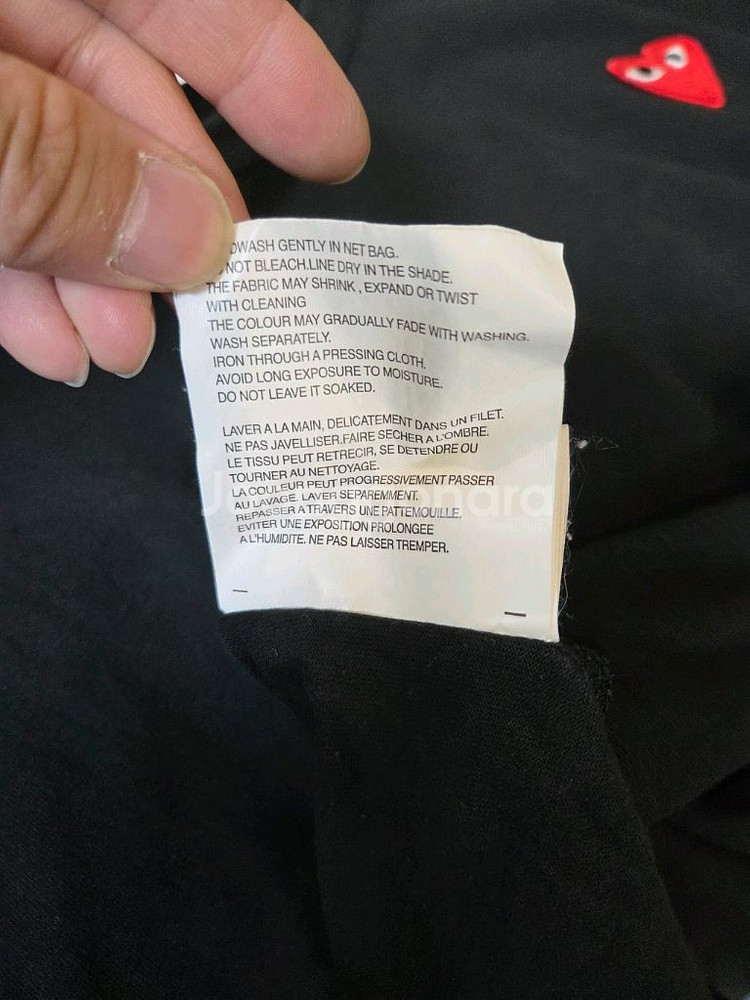 DWASH GENTLY IN NET BAG.
NOT BLEACH.LINE DRY IN THE SHADE.
THE FABRIC MAY SHRINK , EXPAND OR TWIST
WITH CLEANING
THE COLOUR MAY GRADUALLY FADE WITH WASHING.
WASH SEPARATELY.
IRON THROUGH A PRESSING CLOTH.
AVOID LONG EXPOSURE TO MOISTURE.
DO NOT LEAVE IT SOAKED.
LAVER A LA MAIN, DELICATEMENT DANS UN FILET.
NE PAS JAVELLISER.FAIRE SECHER A L'OMBRE.
LE TISSU PEUT RETRECIR, SE DETENDRE OU
TOURNER AU NETTOYAGE.
LA COULEUR PEUT PROGRESSIVEMENT PASSER
AU LAVAGE. LAVER SEPAREMMENT.
REPASSER A TRAVERS UNE PATTEMOUILLE.
EVITER UNE EXPOSITION PROLONGEE
A L'HUMIDITE. NE PAS LAISSER TREMPER.